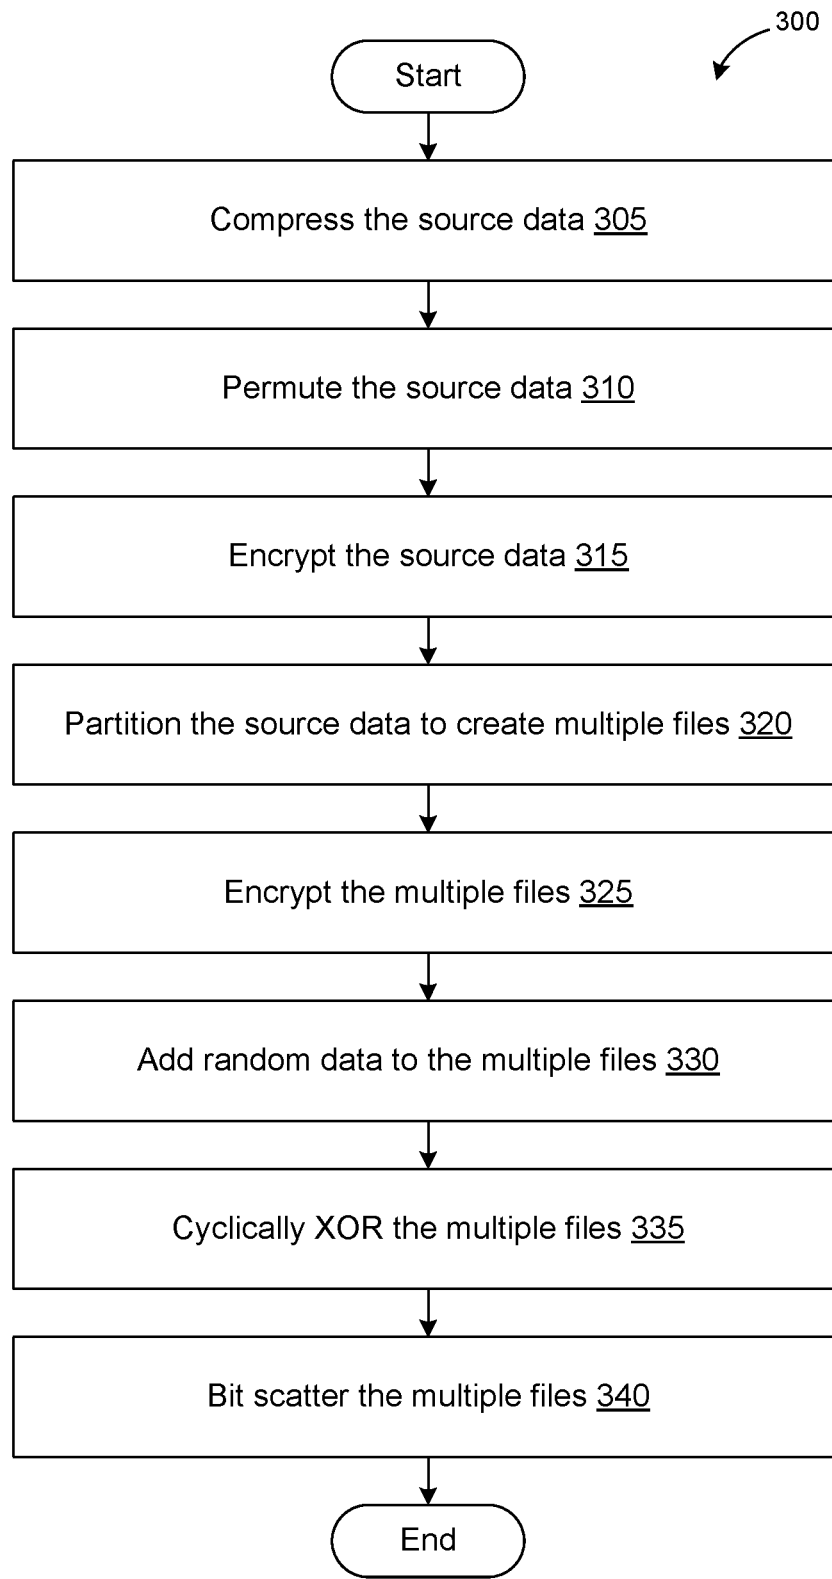 300
Start
Compress the source data 305
Permute the source data 310
Encrypt the source data 315
Partition the source data to create multiple files 320
Encrypt the multiple files 325
Add random data to the multiple files 330
Cyclically XOR the multiple files 335
Bit scatter the multiple files 340
End